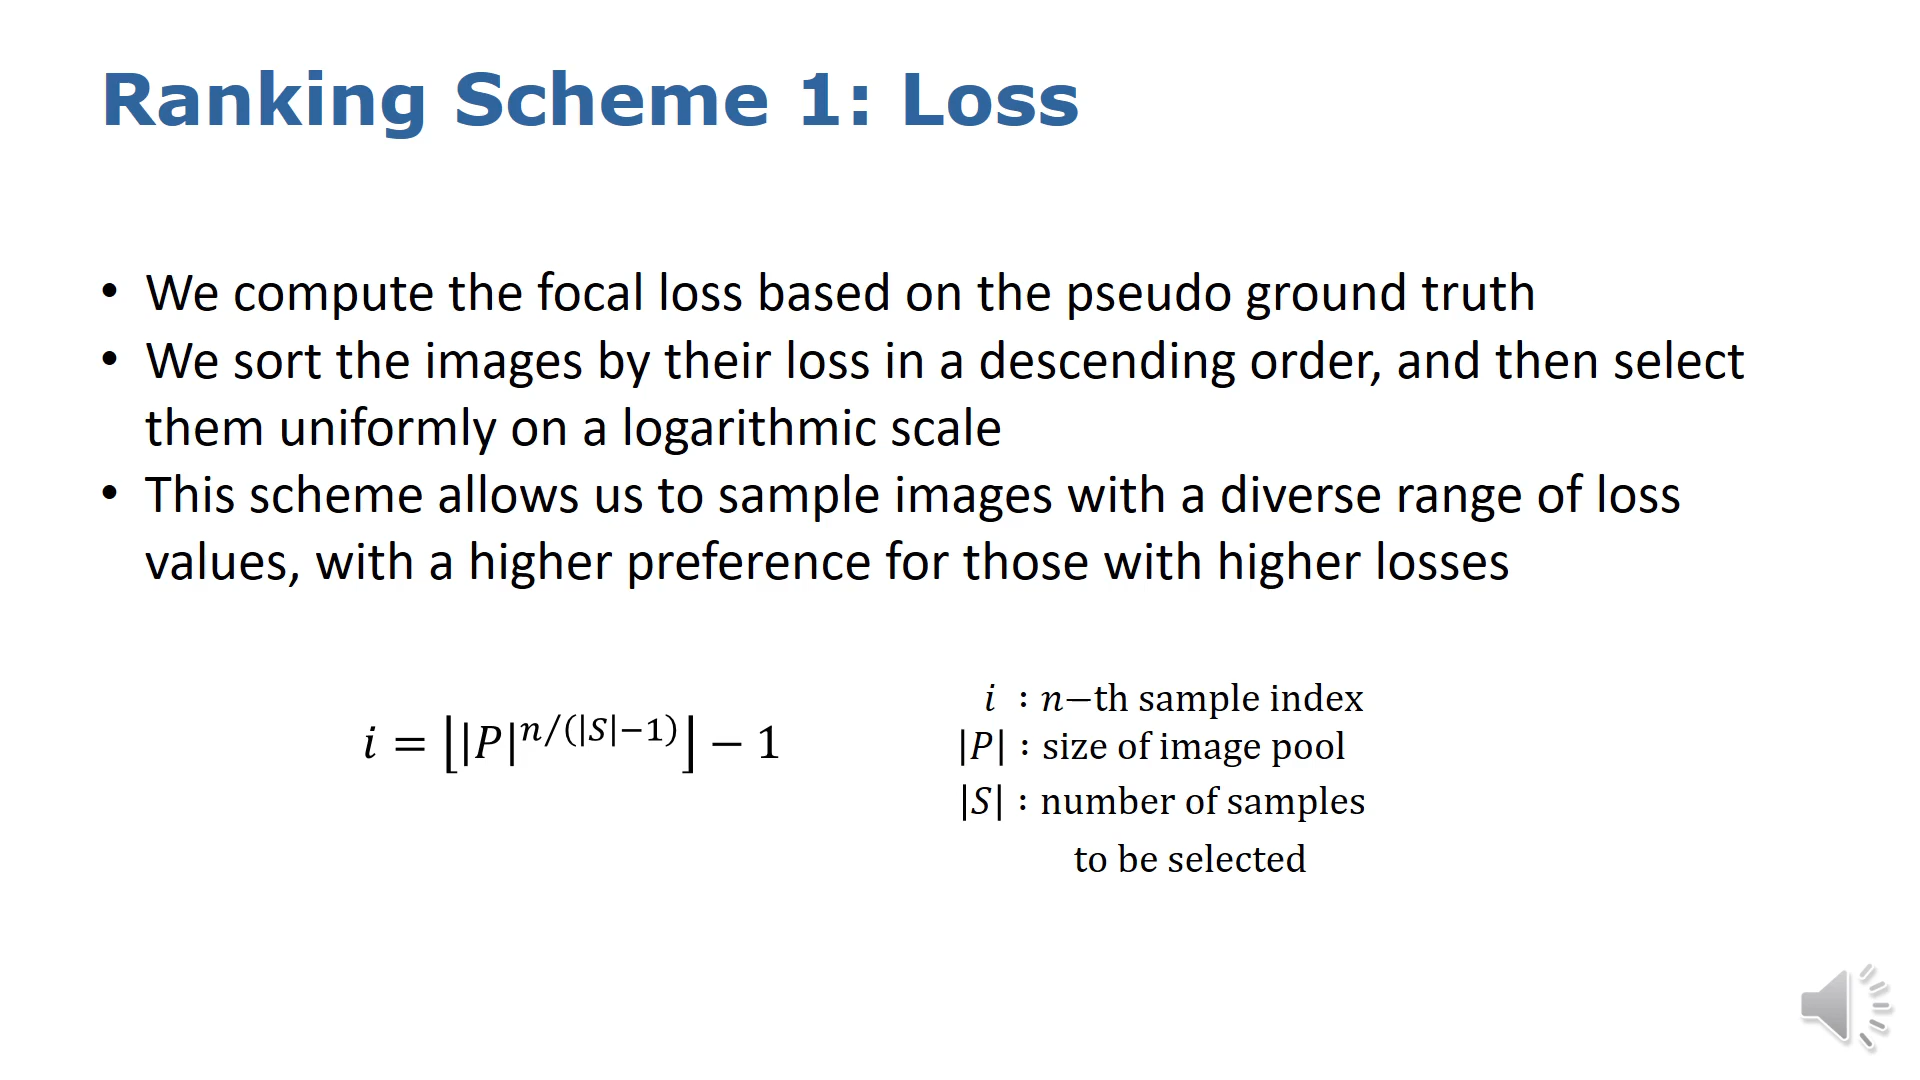 Ranking Scheme 1: Loss
• We compute the focal loss based on the pseudo ground truth
• We sort the images by their loss in a descending order, and then select
them uniformly on a logarithmic scale
• This scheme allows us to sample images with a diverse range of loss
values, with a higher preference for those with higher losses
i = ⌊|P|^{n/(|S|−1)}⌋ − 1
i : n−th sample index
|P| : size of image pool
|S| : number of samples
to be selected